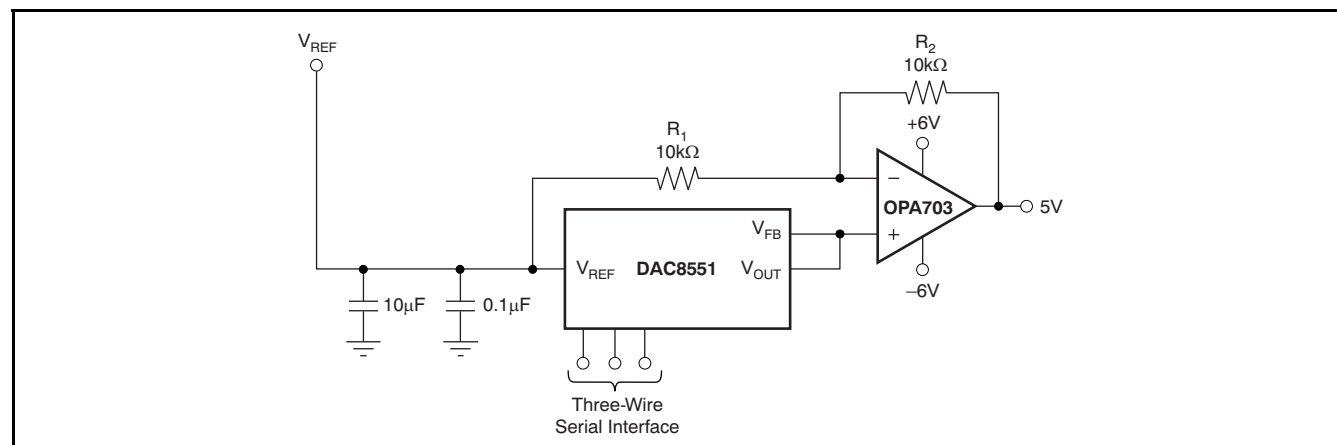 V_REF
R_2
10kΩ
+6V
R_1
10kΩ
−
OPA703
5V
+
−6V
V_FB
V_REF
DAC8551
V_OUT
10μF
0.1μF
Three-Wire
Serial Interface